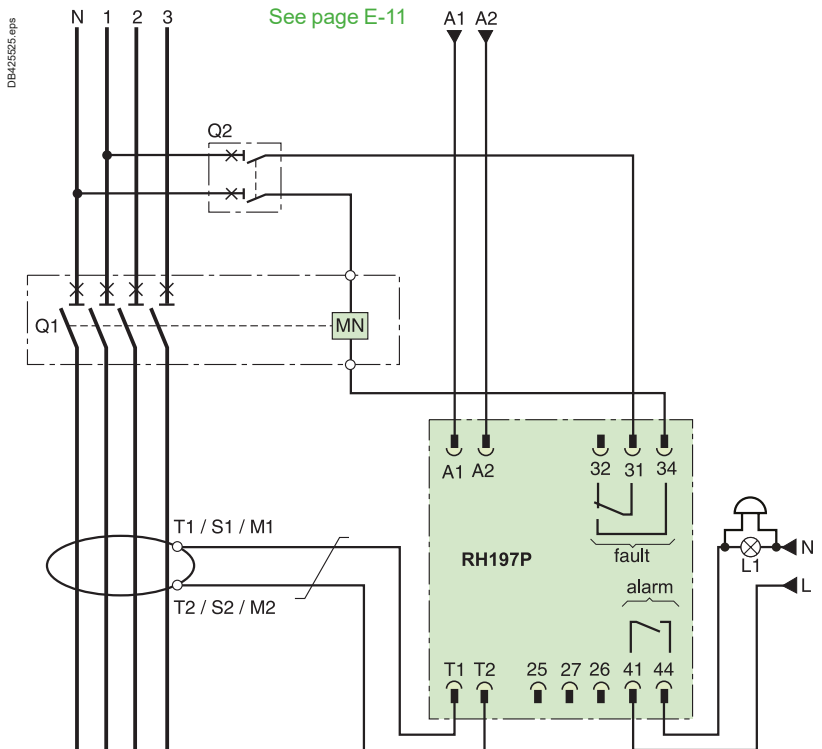 DB425525.eps
N 1 2 3
See page E-11
A1 A2
Q2
Q1
MN
A1 A2
32 31 34
fault
RH197P
T1 / S1 / M1
T2 / S2 / M2
L1
N
L
alarm
T1 T2 25 27 26 41 44